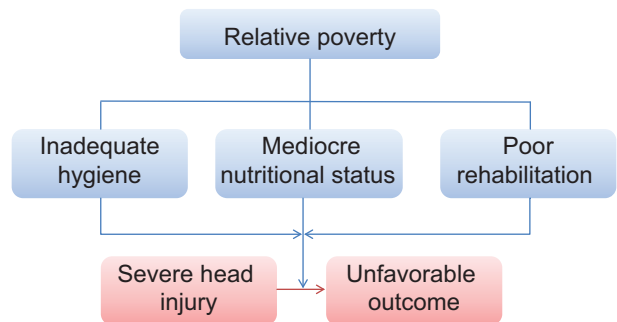 Relative poverty
Inadequate
hygiene
Mediocre
nutritional status
Poor
rehabilitation
Severe head
injury
Unfavorable
outcome